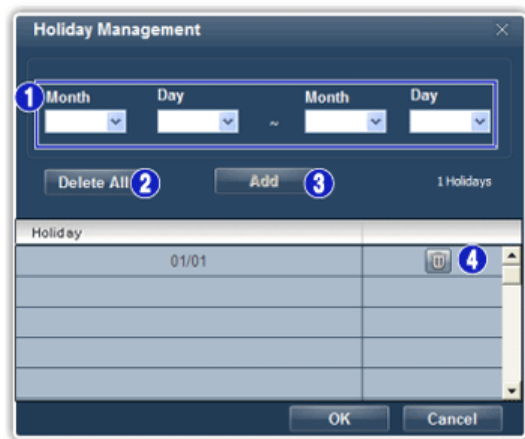 Holiday Management
1
Month Day Month Day
~
Delete All 2 Add 3 1 Holidays
Holiday
01/01 4
OK Cancel